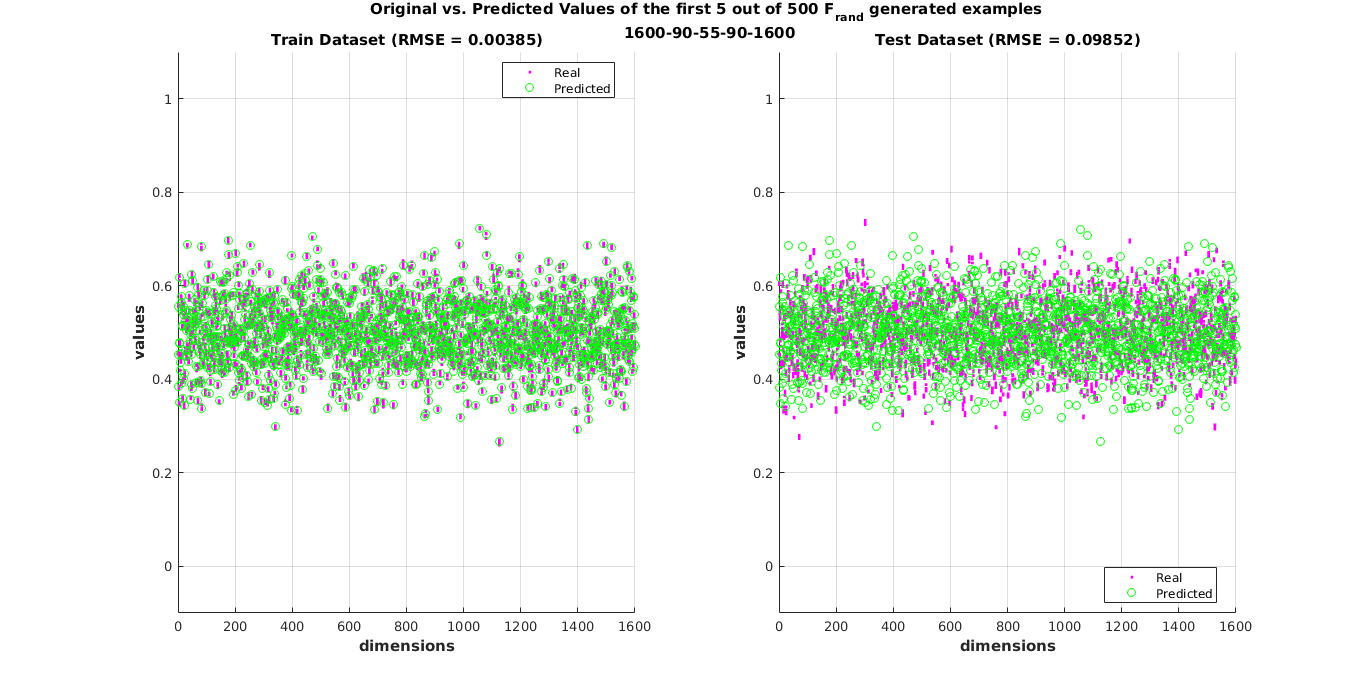 Original vs. Predicted Values of the first 5 out of 500 Frand generated examples
1600-90-55-90-1600
Train Dataset (RMSE = 0.00385)
Real
Predicted
values
1
0.8
0.6
0.4
0.2
0
0 200 400 600 800 1000 1200 1400 1600
dimensions
Test Dataset (RMSE = 0.09852)
values
1
0.8
0.6
0.4
0.2
0
Real
Predicted
0 200 400 600 800 1000 1200 1400 1600
dimensions